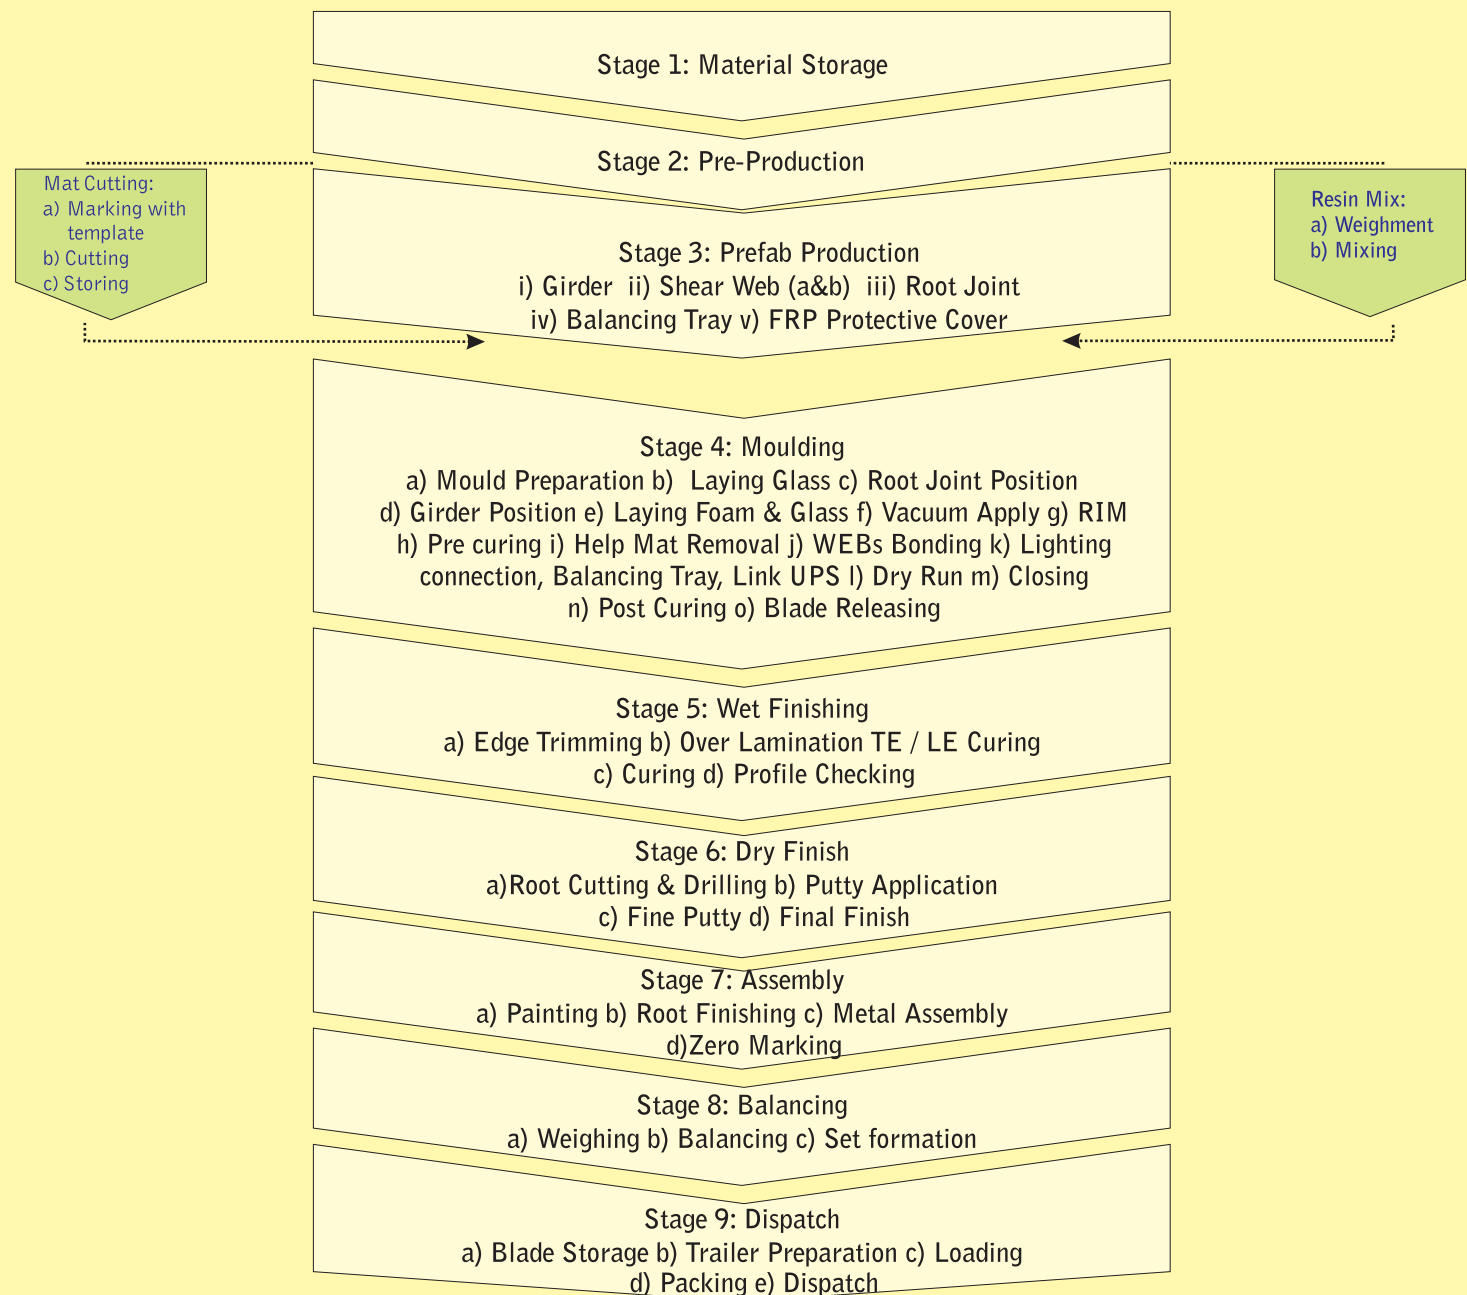 Stage 1: Material Storage
Stage 2: Pre-Production
Mat Cutting:
a) Marking with
template
b) Cutting
c) Storing
Resin Mix:
a) Weighment
b) Mixing
Stage 3: Prefab Production
i) Girder ii) Shear Web (a&b) iii) Root Joint
iv) Balancing Tray v) FRP Protective Cover
Stage 4: Moulding
a) Mould Preparation b) Laying Glass c) Root Joint Position
d) Girder Position e) Laying Foam & Glass f) Vacuum Apply g) RIM
h) Pre curing i) Help Mat Removal j) WEBs Bonding k) Lighting
connection, Balancing Tray, Link UPS l) Dry Run m) Closing
n) Post Curing o) Blade Releasing
Stage 5: Wet Finishing
a) Edge Trimming b) Over Lamination TE / LE Curing
c) Curing d) Profile Checking
Stage 6: Dry Finish
a)Root Cutting & Drilling b) Putty Application
c) Fine Putty d) Final Finish
Stage 7: Assembly
a) Painting b) Root Finishing c) Metal Assembly
d)Zero Marking
Stage 8: Balancing
a) Weighing b) Balancing c) Set formation
Stage 9: Dispatch
a) Blade Storage b) Trailer Preparation c) Loading
d) Packing e) Dispatch